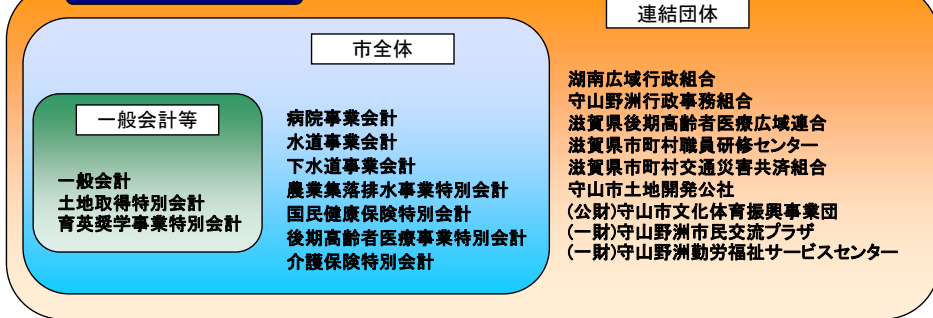 連結団体
市全体
一般会計等
一般会計
土地取得特別会計
育英奨学事業特別会計
病院事業会計
水道事業会計
下水道事業会計
農業集落排水事業特別会計
国民健康保険特別会計
後期高齢者医療事業特別会計
介護保険特別会計
湖南広域行政組合
守山野洲行政事務組合
滋賀県後期高齢者医療広域連合
滋賀県市町村職員研修センター
滋賀県市町村交通災害共済組合
守山市土地開発公社
(公財)守山市文化体育振興事業団
(一財)守山野洲市民交流プラザ
(一財)守山野洲勤労福祉サービスセンター